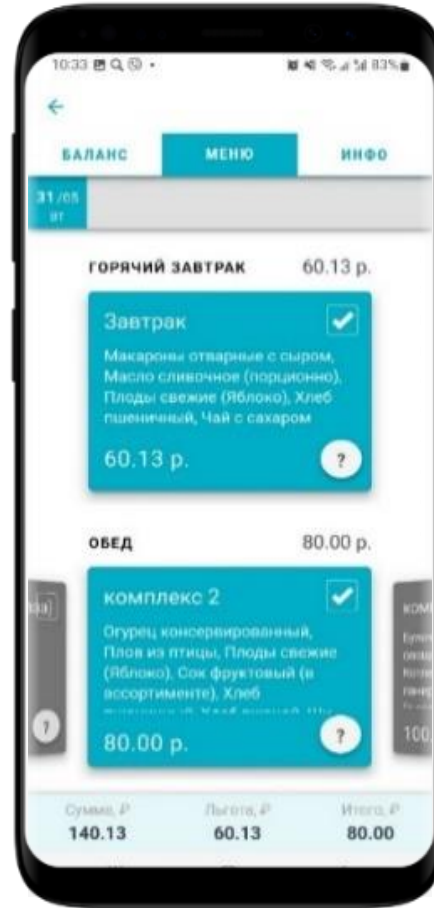 10:33
83%
БАЛАНС МЕНЮ ИНФО
31/05
вт
ГОРЯЧИЙ ЗАВТРАК 60.13 р.
Завтрак
Макароны отварные с сыром,
Масло сливочное (порционно),
Плоды свежие (Яблоко), Хлеб
пшеничный, Чай с сахаром
60.13 р.
?
ОБЕД 80.00 р.
комплекс 2
Огурец консервированный,
Плов из птицы, Плоды свежие
(Яблоко), Сок фруктовый (в
ассортименте), Хлеб
80.00 р.
?
?
100.
Сумма, ₽ Льгота, ₽ Итого, ₽
140.13 60.13 80.00